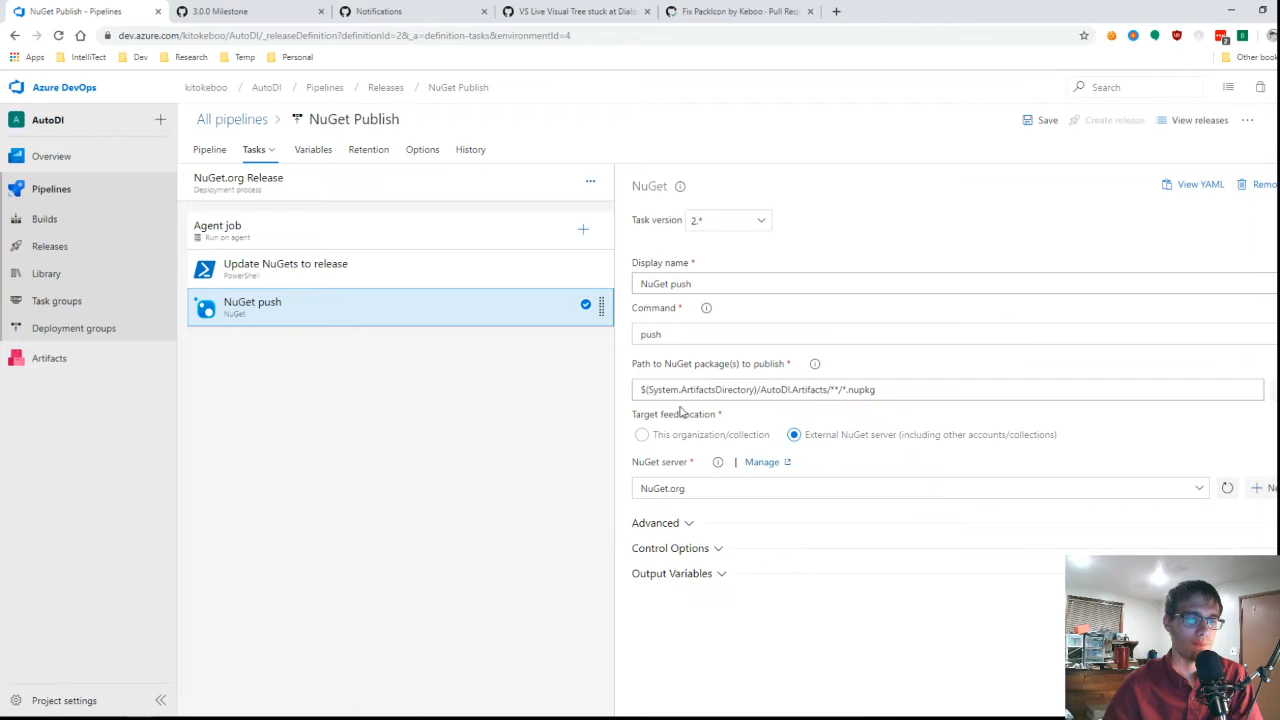 NuGet Publish - Pipelines
3.0.0 Milestone
Notifications
VS Live Visual Tree stuck at Dialo
Fix PackIcon by Keboo · Pull Req
dev.azure.com/kitokeboo/AutoDI/_releaseDefinition?definitionId=2&_a=definition-tasks&environmentId=4
Apps
IntelliTect
Dev
Research
Temp
Personal
Other book
Azure DevOps
kitokeboo / AutoDI / Pipelines / Releases / NuGet Publish
Search
A
AutoDI
Overview
Pipelines
Builds
Releases
Library
Task groups
Deployment groups
Artifacts
Project settings
All pipelines > NuGet Publish
Save
Create release
View releases
Pipeline
Tasks
Variables
Retention
Options
History
NuGet.org Release
Deployment process
Agent job
Run on agent
Update NuGets to release
PowerShell
NuGet push
NuGet
NuGet
View YAML
Remo
Task version
2.*
Display name *
NuGet push
Command *
push
Path to NuGet package(s) to publish *
$(System.ArtifactsDirectory)/AutoDI.Artifacts/**/*.nupkg
Target feed location *
This organization/collection
External NuGet server (including other accounts/collections)
NuGet server *
| Manage
NuGet.org
Ne
Advanced
Control Options
Output Variables